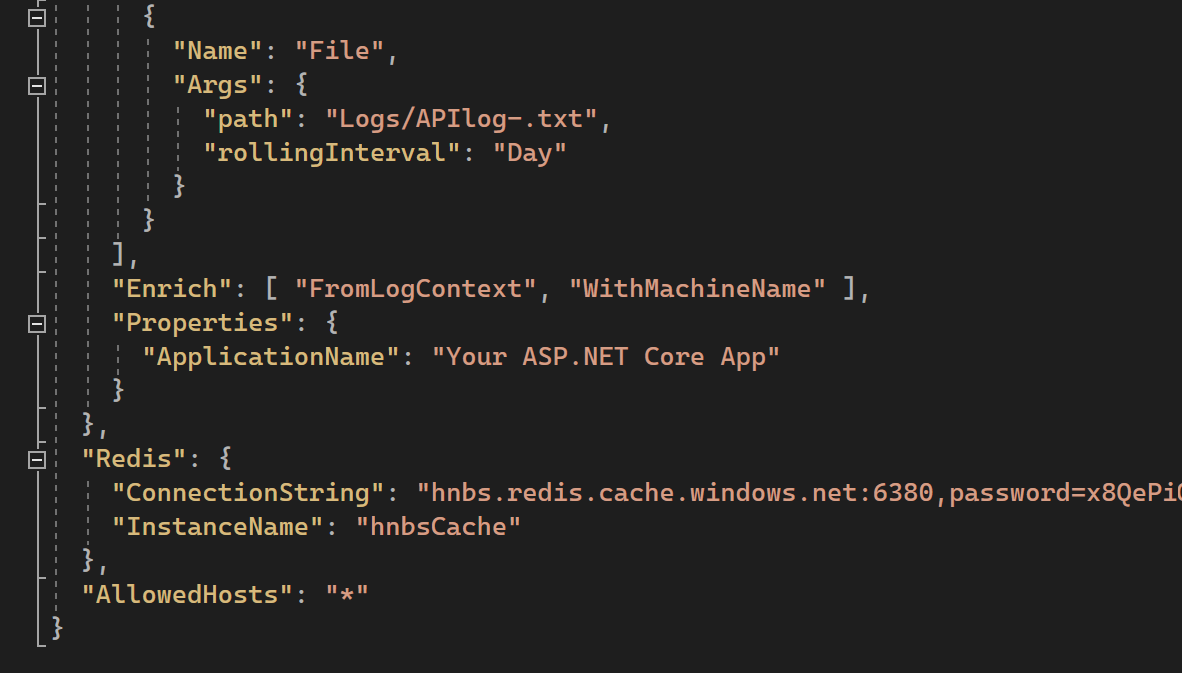 {
"Name": "File",
"Args": {
"path": "Logs/APIlog-.txt",
"rollingInterval": "Day"
}
}
],
"Enrich": [ "FromLogContext", "WithMachineName" ],
"Properties": {
"ApplicationName": "Your ASP.NET Core App"
}
},
"Redis": {
"ConnectionString": "hnbs.redis.cache.windows.net:6380,password=x8QePi
"InstanceName": "hnbsCache"
},
"AllowedHosts": "*"
}